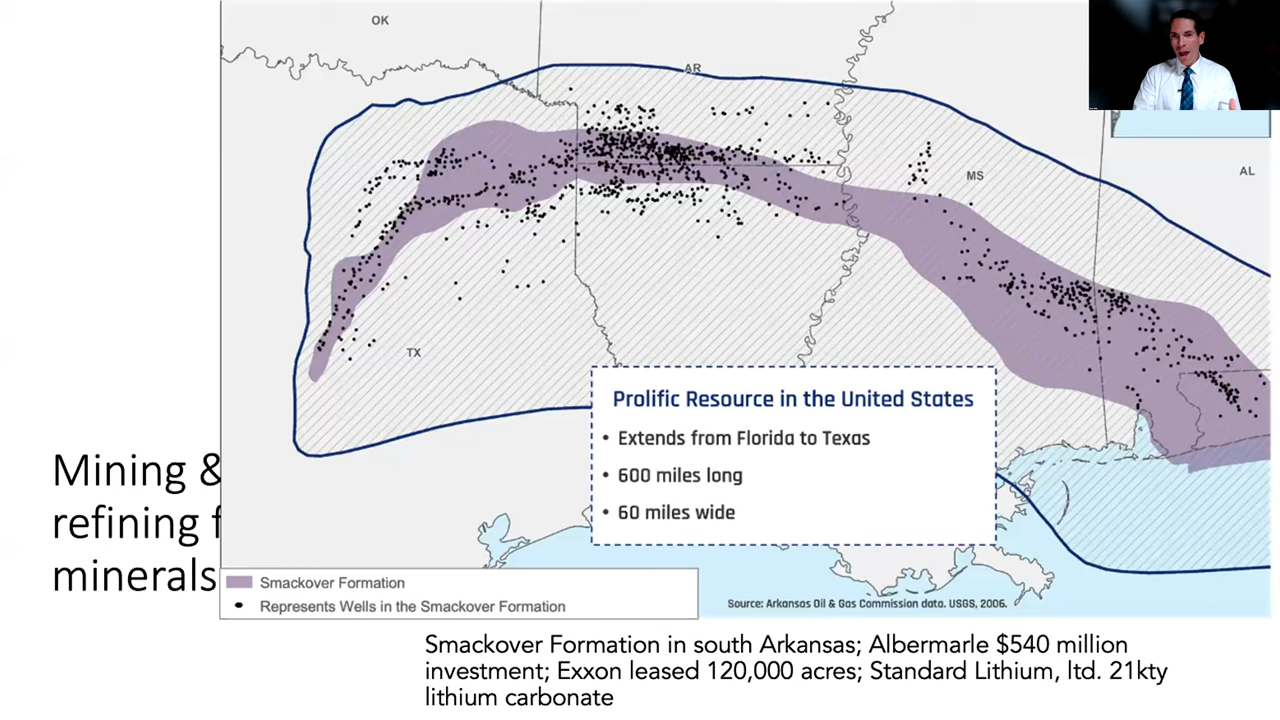 OK
AR
MS
AL
TX
Prolific Resource in the United States
• Extends from Florida to Texas
• 600 miles long
• 60 miles wide
Mining &
refining f
minerals
Smackover Formation
Represents Wells in the Smackover Formation
Source: Arkansas Oil & Gas Commission data. USGS, 2006.
Smackover Formation in south Arkansas; Albermarle $540 million
investment; Exxon leased 120,000 acres; Standard Lithium, ltd. 21kty
lithium carbonate